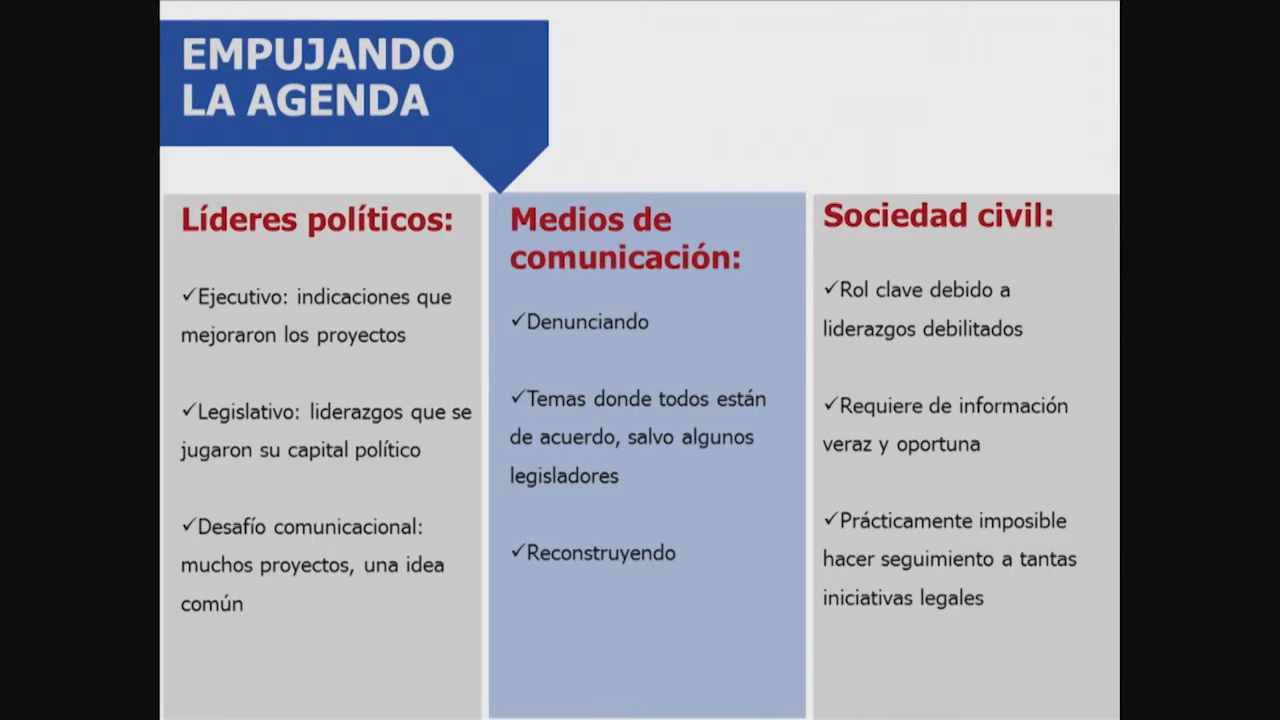 EMPUJANDO
LA AGENDA
Líderes políticos:
✓Ejecutivo: indicaciones que
mejoraron los proyectos
✓Legislativo: liderazgos que se
jugaron su capital político
✓Desafío comunicacional:
muchos proyectos, una idea
común
Medios de
comunicación:
✓Denunciando
✓Temas donde todos están
de acuerdo, salvo algunos
legisladores
✓Reconstruyendo
Sociedad civil:
✓Rol clave debido a
liderazgos debilitados
✓Requiere de información
veraz y oportuna
✓Prácticamente imposible
hacer seguimiento a tantas
iniciativas legales